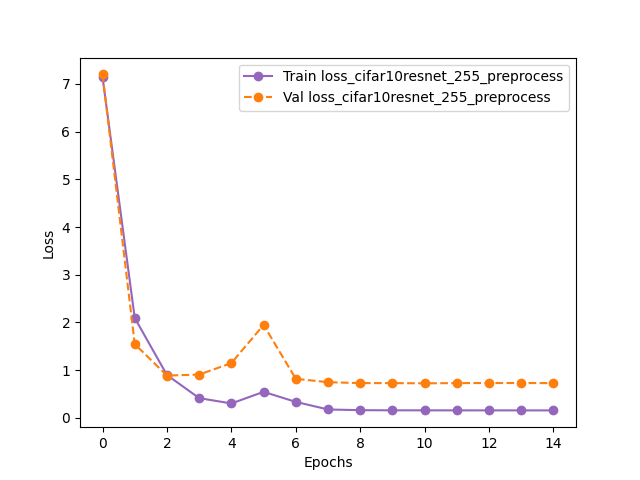 Train loss_cifar10resnet_255_preprocess
Val loss_cifar10resnet_255_preprocess
7
6
5
4
3
2
1
0
Loss
0 2 4 6 8 10 12 14
Epochs